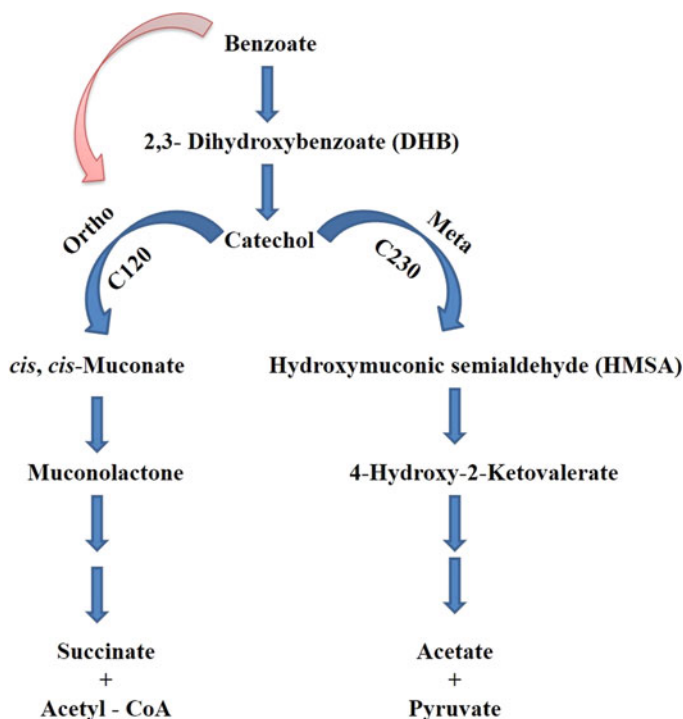 Benzoate
2,3- Dihydroxybenzoate (DHB)
Ortho
C120
Catechol
Meta
C230
cis, cis-Muconate
Hydroxymuconic semialdehyde (HMSA)
Muconolactone
4-Hydroxy-2-Ketovalerate
Succinate
+
Acetyl - CoA
Acetate
+
Pyruvate